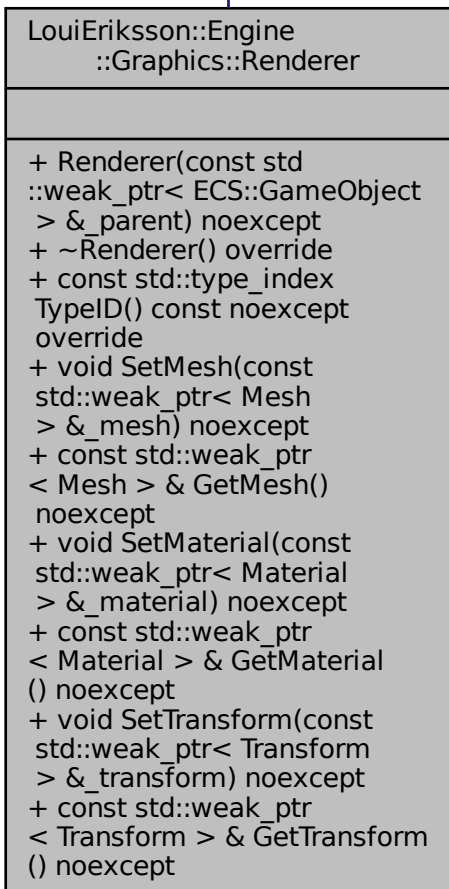 LouiEriksson::Engine
::Graphics::Renderer
+ Renderer(const std
::weak_ptr< ECS::GameObject
> &_parent) noexcept
+ ~Renderer() override
+ const std::type_index
TypeID() const noexcept
override
+ void SetMesh(const
std::weak_ptr< Mesh
> &_mesh) noexcept
+ const std::weak_ptr
< Mesh > & GetMesh()
noexcept
+ void SetMaterial(const
std::weak_ptr< Material
> &_material) noexcept
+ const std::weak_ptr
< Material > & GetMaterial
() noexcept
+ void SetTransform(const
std::weak_ptr< Transform
> &_transform) noexcept
+ const std::weak_ptr
< Transform > & GetTransform
() noexcept